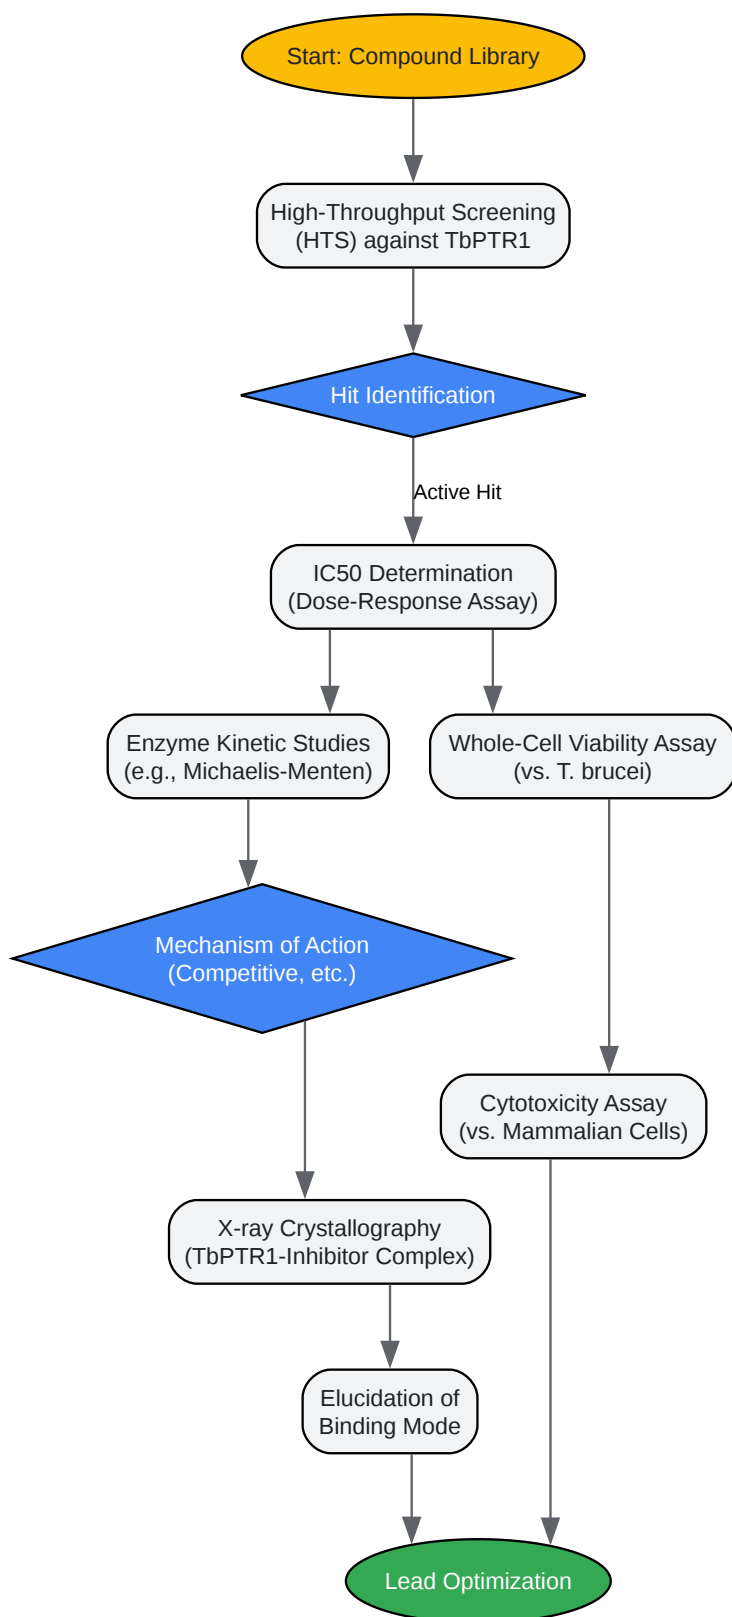 Start: Compound Library
High-Throughput Screening
(HTS) against TbPTR1
Hit Identification
Active Hit
IC50 Determination
(Dose-Response Assay)
Enzyme Kinetic Studies
(e.g., Michaelis-Menten)
Whole-Cell Viability Assay
(vs. T. brucei)
Mechanism of Action
(Competitive, etc.)
Cytotoxicity Assay
(vs. Mammalian Cells)
X-ray Crystallography
(TbPTR1-Inhibitor Complex)
Elucidation of
Binding Mode
Lead Optimization